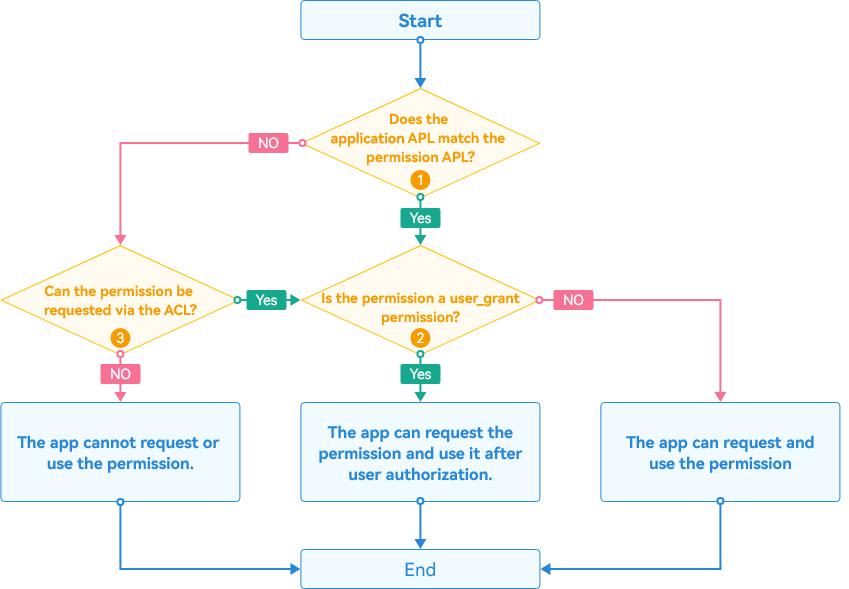 Start
Does the
application APL match the
permission APL?
1
NO
Yes
Can the permission be
requested via the ACL?
3
Yes
Is the permission a user_grant
permission?
2
NO
NO
Yes
The app cannot request or
use the permission.
The app can request the
permission and use it after
user authorization.
The app can request and
use the permission
End